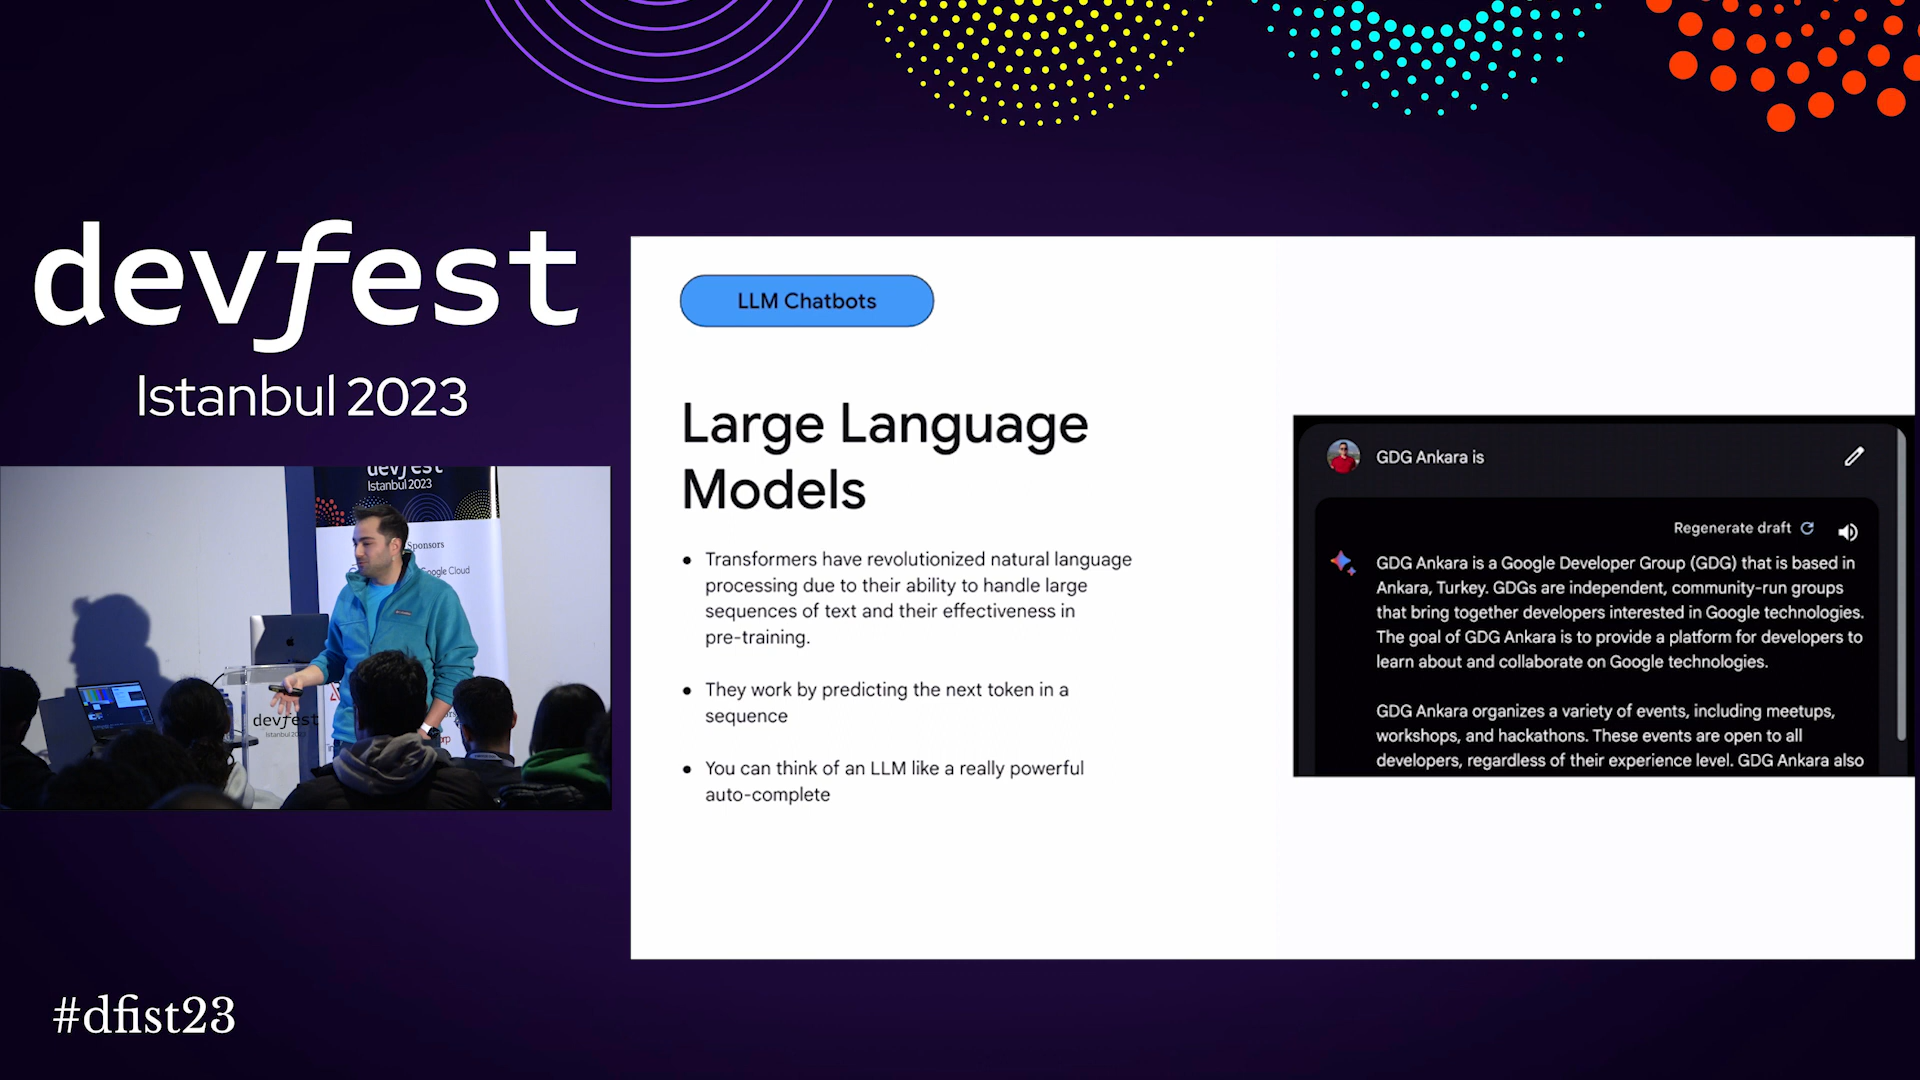 devfest
Istanbul 2023
devfest
Istanbul 2023
Sponsors
Google Cloud
devfest
Istanbul 2023
#dfist23
LLM Chatbots
Large Language
Models
● Transformers have revolutionized natural language
processing due to their ability to handle large
sequences of text and their effectiveness in
pre-training.
● They work by predicting the next token in a
sequence
● You can think of an LLM like a really powerful
auto-complete
GDG Ankara is
Regenerate draft
GDG Ankara is a Google Developer Group (GDG) that is based in
Ankara, Turkey. GDGs are independent, community-run groups
that bring together developers interested in Google technologies.
The goal of GDG Ankara is to provide a platform for developers to
learn about and collaborate on Google technologies.
GDG Ankara organizes a variety of events, including meetups,
workshops, and hackathons. These events are open to all
developers, regardless of their experience level. GDG Ankara also